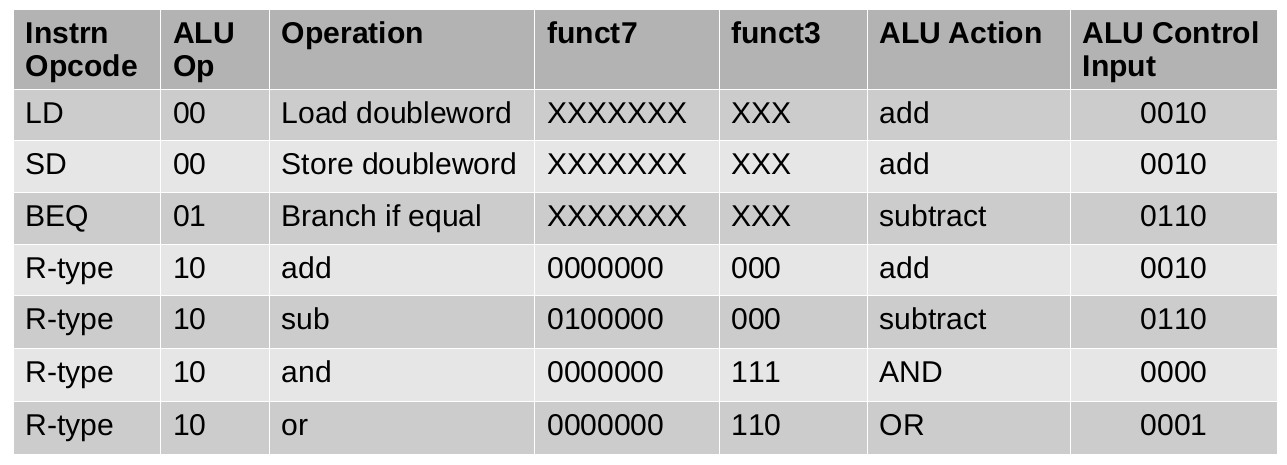 Instrn Opcode ALU Op Operation funct7 funct3 ALU Action ALU Control Input
LD 00 Load doubleword XXXXXXX XXX add 0010
SD 00 Store doubleword XXXXXXX XXX add 0010
BEQ 01 Branch if equal XXXXXXX XXX subtract 0110
R-type 10 add 0000000 000 add 0010
R-type 10 sub 0100000 000 subtract 0110
R-type 10 and 0000000 111 AND 0000
R-type 10 or 0000000 110 OR 0001